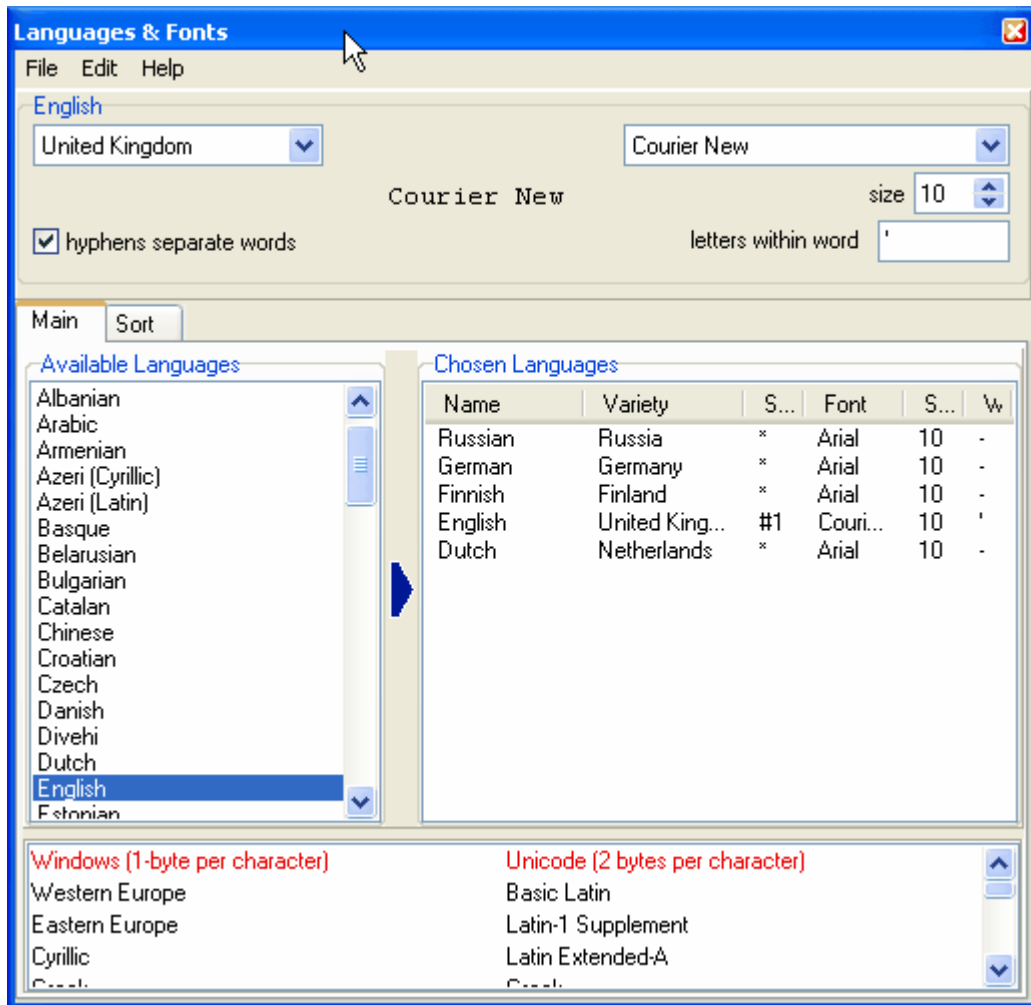 Languages & Fonts
File Edit Help
English
United Kingdom Courier New
Courier New size 10
hyphens separate words letters within word '
Main Sort
Available Languages
Albanian
Arabic
Armenian
Azeri (Cyrillic)
Azeri (Latin)
Basque
Belarusian
Bulgarian
Catalan
Chinese
Croatian
Czech
Danish
Divehi
Dutch
English
Estonian
Chosen Languages
Name Variety S... Font S... W
Russian Russia * Arial 10 -
German Germany * Arial 10 -
Finnish Finland * Arial 10 -
English United King... #1 Couri... 10 '
Dutch Netherlands * Arial 10 -
Windows (1-byte per character) Unicode (2 bytes per character)
Western Europe Basic Latin
Eastern Europe Latin-1 Supplement
Cyrillic Latin Extended-A